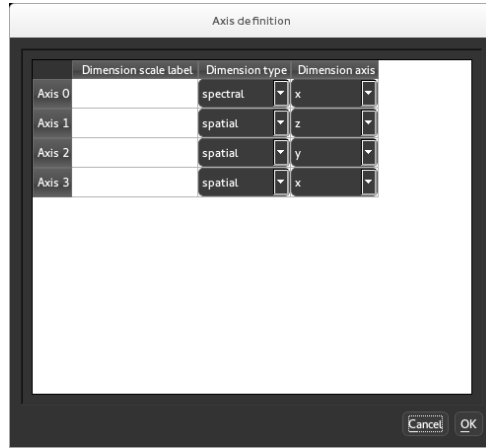 Axis definition
Dimension scale label Dimension type Dimension axis
Axis 0 spectral x
Axis 1 spatial z
Axis 2 spatial y
Axis 3 spatial x
Cancel OK